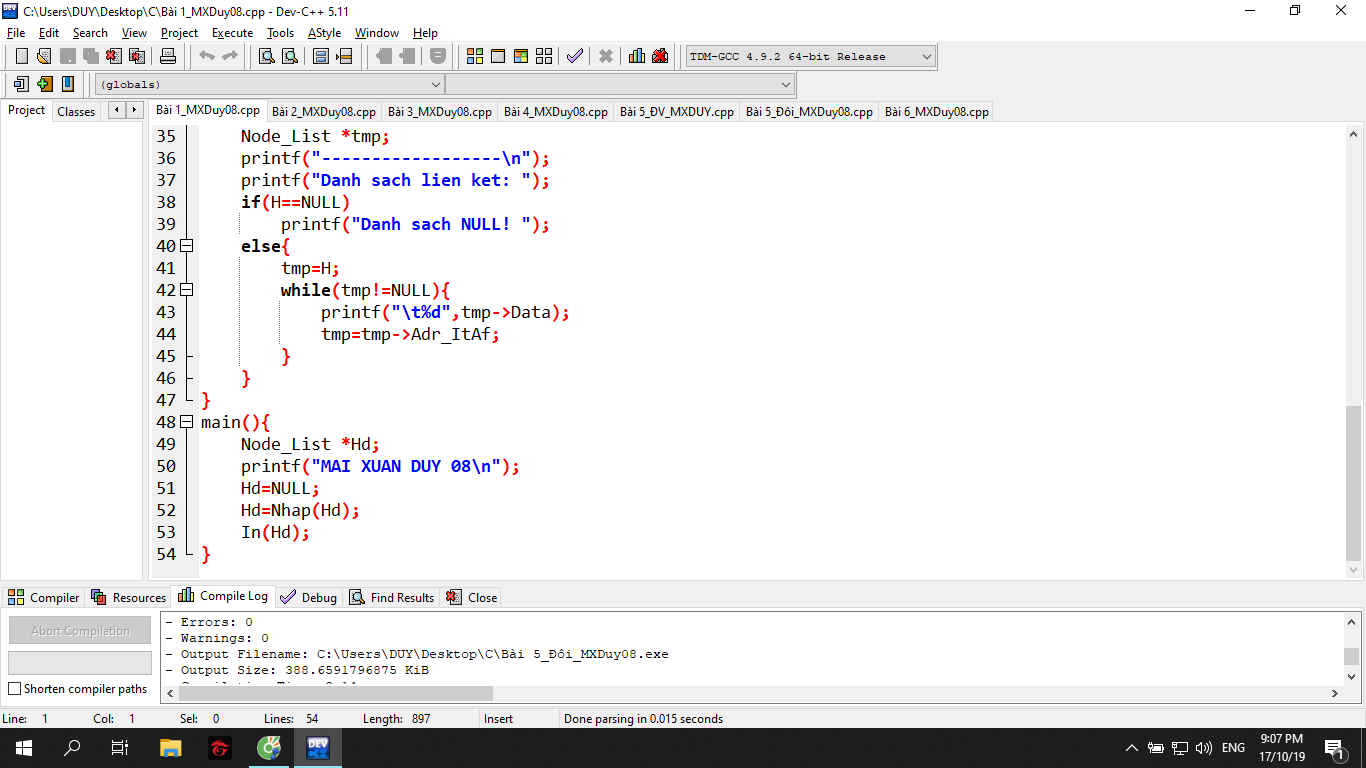 C:\Users\DUY\Desktop\C\Bài 1_MXDuy08.cpp - Dev-C++ 5.11
File Edit Search View Project Execute Tools AStyle Window Help
TDM-GCC 4.9.2 64-bit Release
(globals)
Project Classes Bài 1_MXDuy08.cpp Bài 2_MXDuy08.cpp Bài 3_MXDuy08.cpp Bài 4_MXDuy08.cpp Bài 5_ĐV_MXDUY.cpp Bài 5_Đôi_MXDuy08.cpp Bài 6_MXDuy08.cpp
35 Node_List *tmp;
36 printf("------------------\n");
37 printf("Danh sach lien ket: ");
38 if(H==NULL)
39 printf("Danh sach NULL! ");
40 else{
41 tmp=H;
42 while(tmp!=NULL){
43 printf("\t%d",tmp->Data);
44 tmp=tmp->Adr_ItAf;
45 }
46 }
47 }
48 main(){
49 Node_List *Hd;
50 printf("MAI XUAN DUY 08\n");
51 Hd=NULL;
52 Hd=Nhap(Hd);
53 In(Hd);
54 }
Compiler Resources Compile Log Debug Find Results Close
Abort Compilation
Shorten compiler paths
- Errors: 0
- Warnings: 0
- Output Filename: C:\Users\DUY\Desktop\C\Bài 5_Đôi_MXDuy08.exe
- Output Size: 388.6591796875 KiB
Line: 1 Col: 1 Sel: 0 Lines: 54 Length: 897 Insert Done parsing in 0.015 seconds
DEV C++
ENG
9:07 PM
17/10/19
1